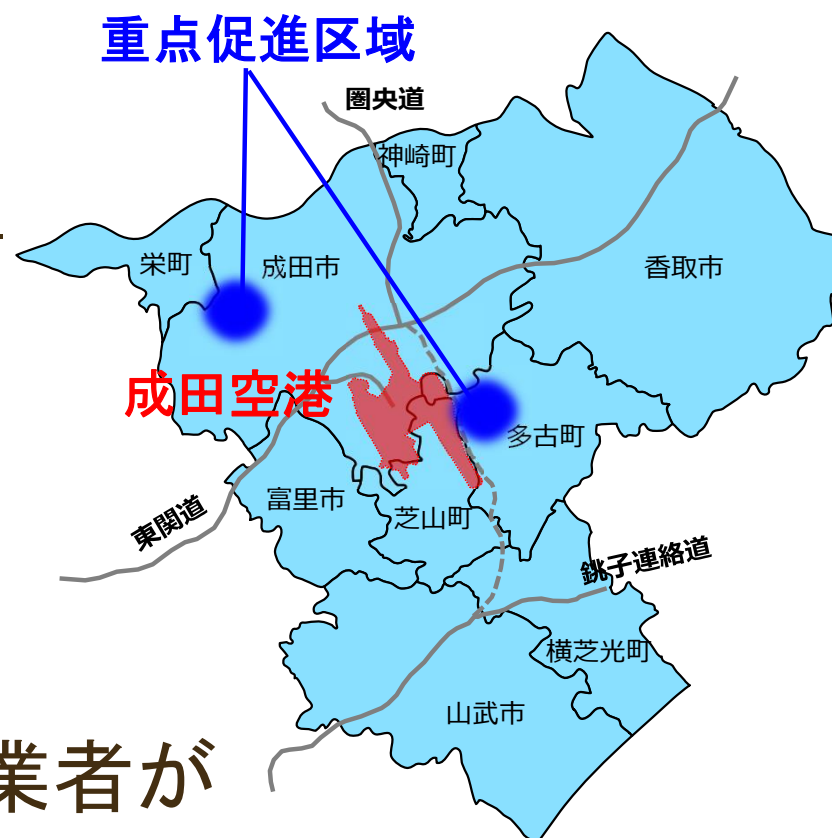 重点促進区域
圏央道
神崎町
栄町
成田市
香取市
成田空港
多古町
富里市
芝山町
東関道
銚子連絡道
横芝光町
山武市
業者が